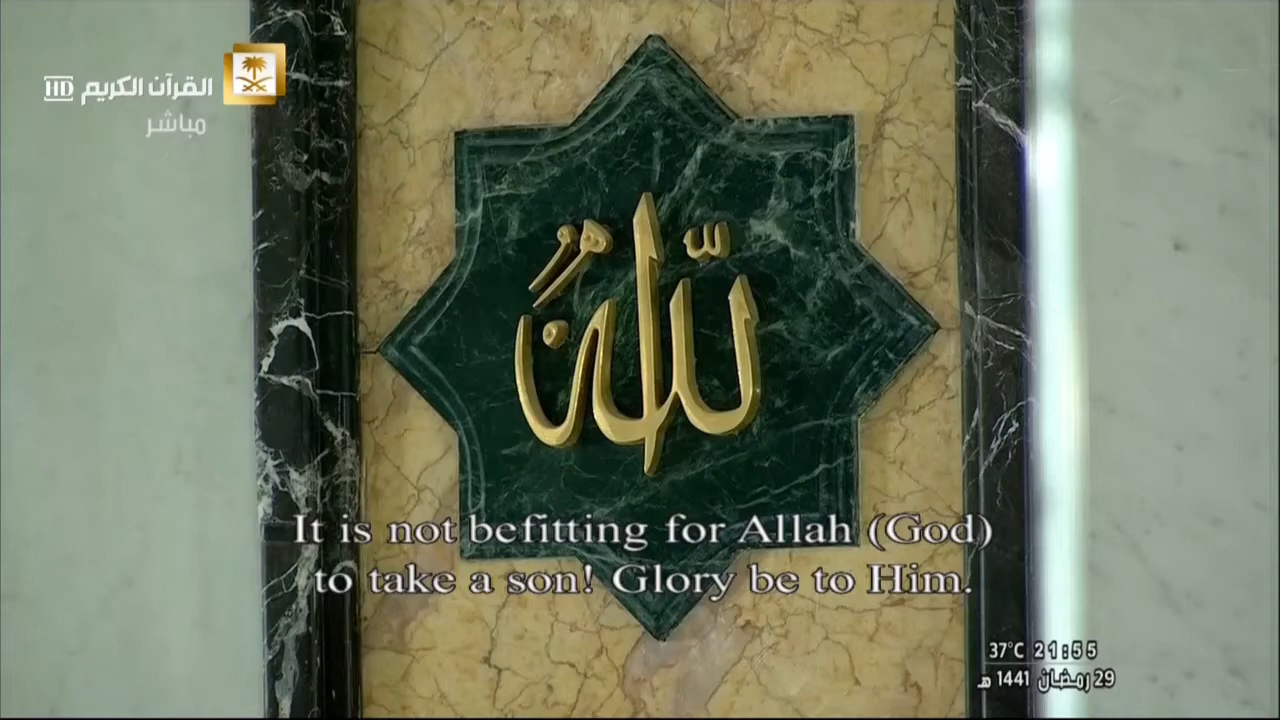 القرآن الكريم HD
مباشر
الله
It is not befitting for Allah (God)
to take a son! Glory be to Him.
37°C 21:55
29 رمضان 1441 هـ